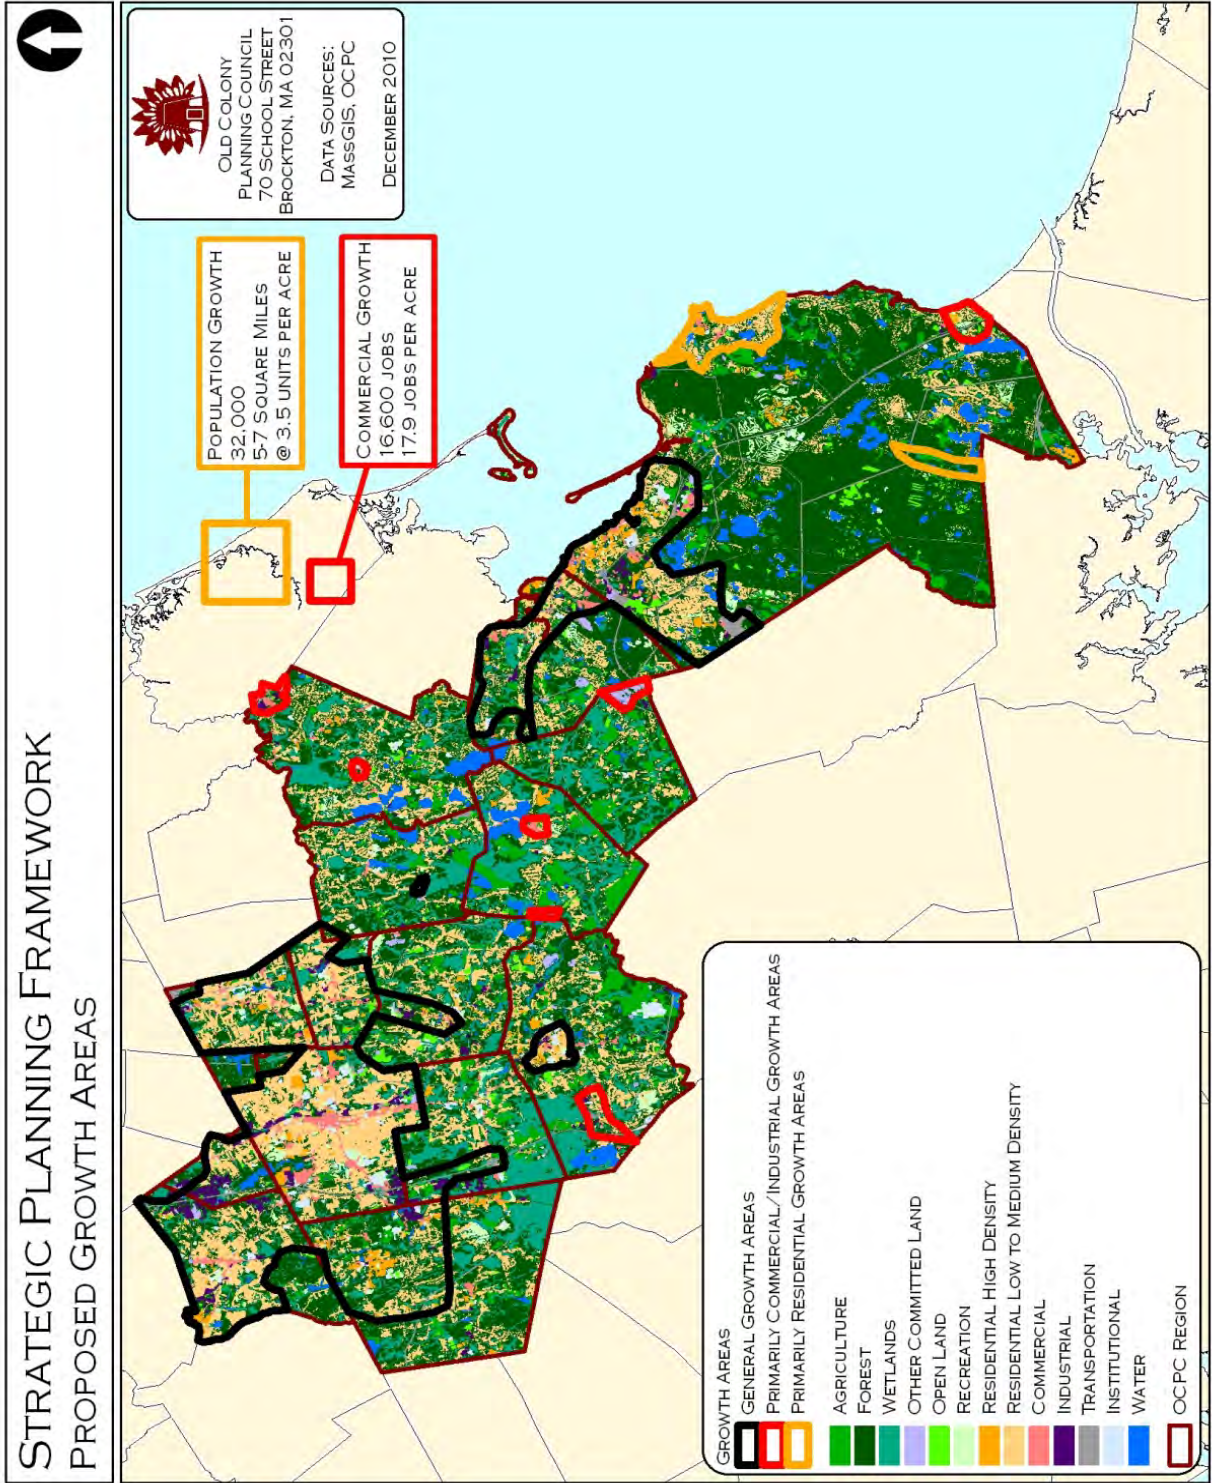 STRATEGIC PLANNING FRAMEWORK
PROPOSED GROWTH AREAS
OLD COLONY
PLANNING COUNCIL
70 SCHOOL STREET
BROCKTON, MA 02301
DATA SOURCES:
MASSGIS, OCPC
DECEMBER 2010
POPULATION GROWTH
32,000
5-7 SQUARE MILES
@ 3.5 UNITS PER ACRE
COMMERCIAL GROWTH
16,600 JOBS
17.9 JOBS PER ACRE
GROWTH AREAS
GENERAL GROWTH AREAS
PRIMARILY COMMERCIAL/INDUSTRIAL GROWTH AREAS
PRIMARILY RESIDENTIAL GROWTH AREAS
AGRICULTURE
FOREST
WETLANDS
OTHER COMMITTED LAND
OPEN LAND
RECREATION
RESIDENTIAL HIGH DENSITY
RESIDENTIAL LOW TO MEDIUM DENSITY
COMMERCIAL
INDUSTRIAL
TRANSPORTATION
INSTITUTIONAL
WATER
OCPC REGION